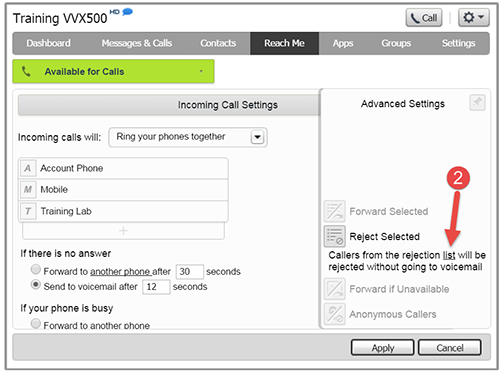 Training VVX500 HD
Call
Dashboard Messages & Calls Contacts Reach Me Apps Groups Settings
Available for Calls
Incoming Call Settings
Advanced Settings
Incoming calls will: Ring your phones together
A Account Phone
M Mobile
T Training Lab
+
2
Forward Selected
Reject Selected
Callers from the rejection list will be
rejected without going to voicemail
Forward if Unavailable
Anonymous Callers
If there is no answer
Forward to another phone after 30 seconds
Send to voicemail after 12 seconds
If your phone is busy
Forward to another phone
Apply Cancel